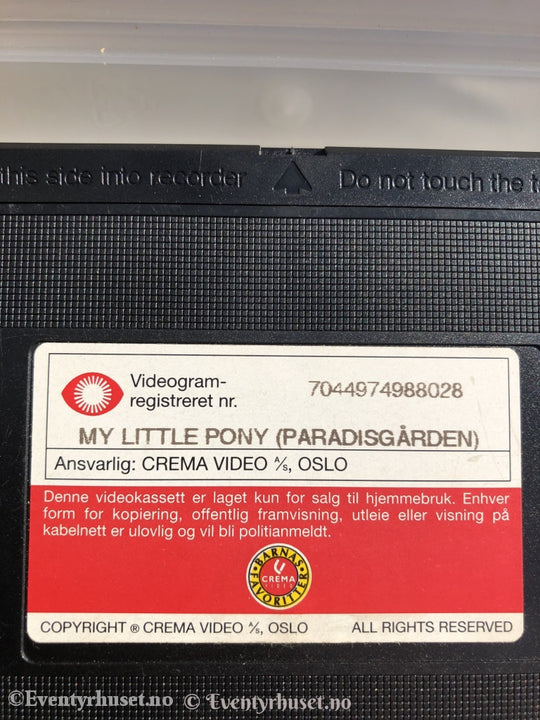 this side into recorder Do not touch the t
Videogram-
registreret nr. 7044974988028
MY LITTLE PONY (PARADISGÅRDEN)
Ansvarlig: CREMA VIDEO A/s, OSLO
Denne videokassett er laget kun for salg til hjemmebruk. Enhver
form for kopiering, offentlig framvisning, utleie eller visning på
kabelnett er ulovlig og vil bli politianmeldt.
BARNAS
CREMA
VIDEO
FAVORITTER
COPYRIGHT ® CREMA VIDEO A/s, OSLO ALL RIGHTS RESERVED
©Eventyrhuset.no © Eventyrhuset.no